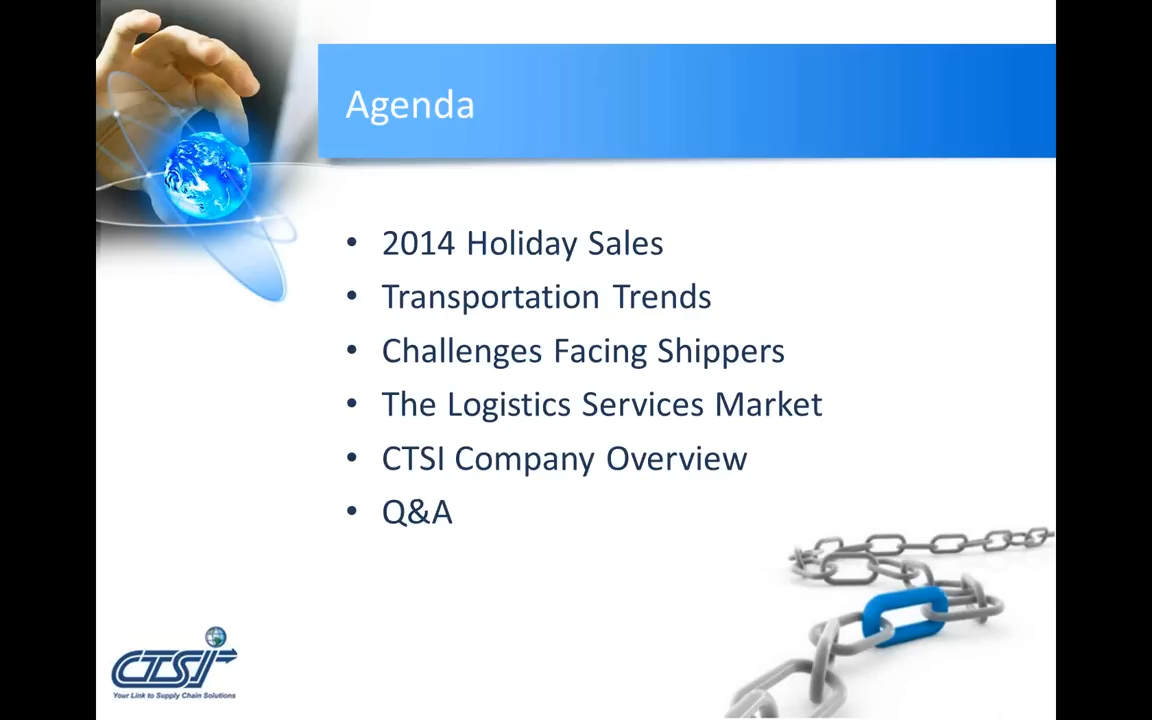 Agenda
• 2014 Holiday Sales
• Transportation Trends
• Challenges Facing Shippers
• The Logistics Services Market
• CTSI Company Overview
• Q&A
CTSI
Your Link to Supply Chain Solutions